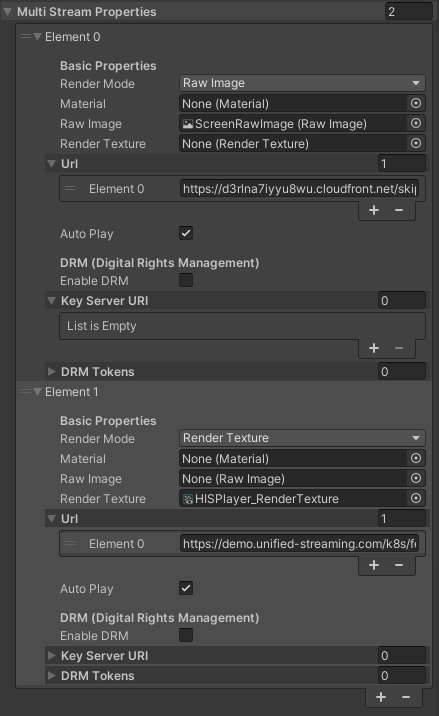 Multi Stream Properties 2
Element 0
Basic Properties
Render Mode Raw Image
Material None (Material)
Raw Image ScreenRawImage (Raw Image)
Render Texture None (Render Texture)
Url 1
Element 0 https://d3rlna7iyyu8wu.cloudfront.net/skip
Auto Play
DRM (Digital Rights Management)
Enable DRM
Key Server URI 0
List is Empty
DRM Tokens 0
Element 1
Basic Properties
Render Mode Render Texture
Material None (Material)
Raw Image None (Raw Image)
Render Texture HISPlayer_RenderTexture
Url 1
Element 0 https://demo.unified-streaming.com/k8s/fe
Auto Play
DRM (Digital Rights Management)
Enable DRM
Key Server URI 0
DRM Tokens 0